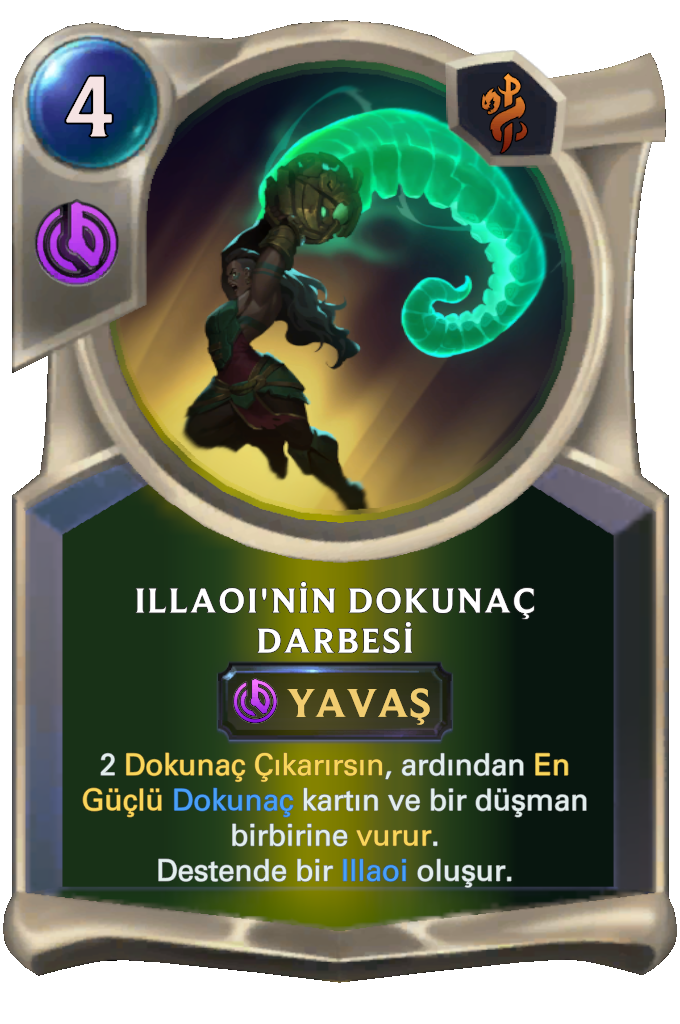 4
ILLAOI'NİN DOKUNAÇ
DARBESİ
YAVAŞ
2 Dokunaç Çıkarırsın, ardından En
Güçlü Dokunaç kartın ve bir düşman
birbirine vurur.
Destende bir Illaoi oluşur.